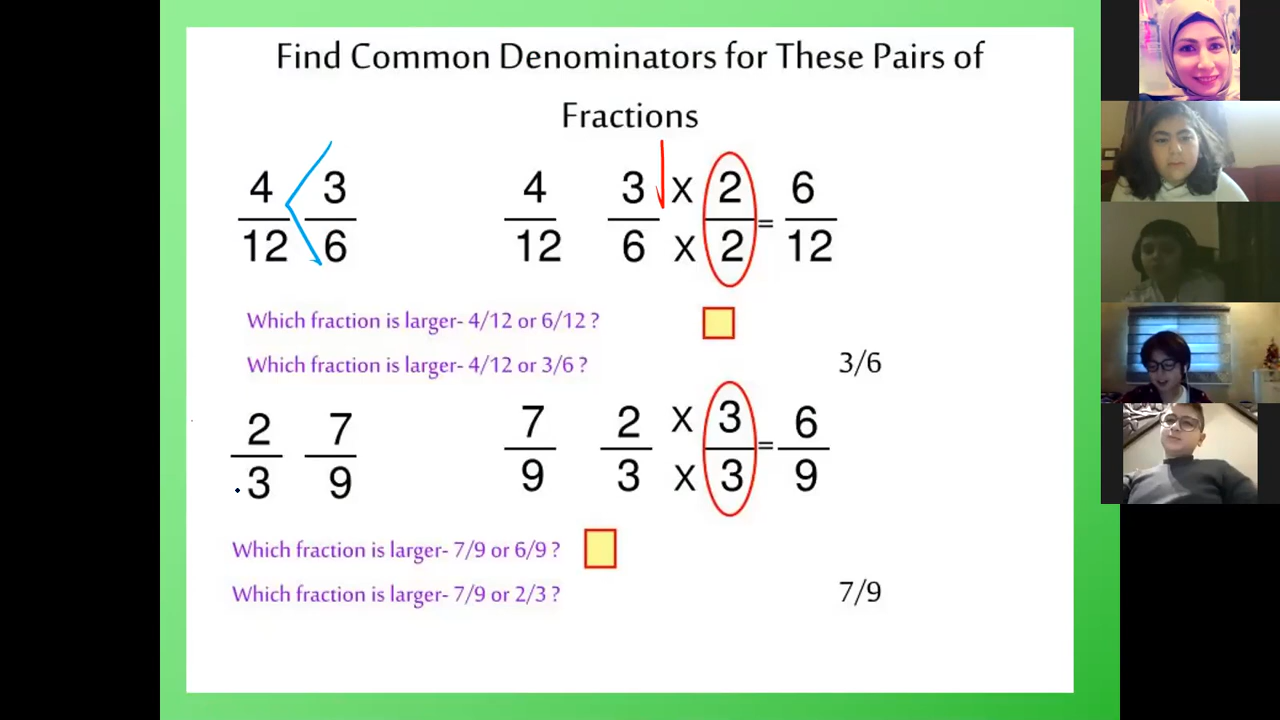 Find Common Denominators for These Pairs of
Fractions
4 3 4 3 x 2 6
12 6 12 6 x 2 = 12
Which fraction is larger- 4/12 or 6/12 ?
Which fraction is larger- 4/12 or 3/6 ?
3/6
2 7 7 2 x 3 6
3 9 9 3 x 3 = 9
Which fraction is larger- 7/9 or 6/9 ?
Which fraction is larger- 7/9 or 2/3 ?
7/9